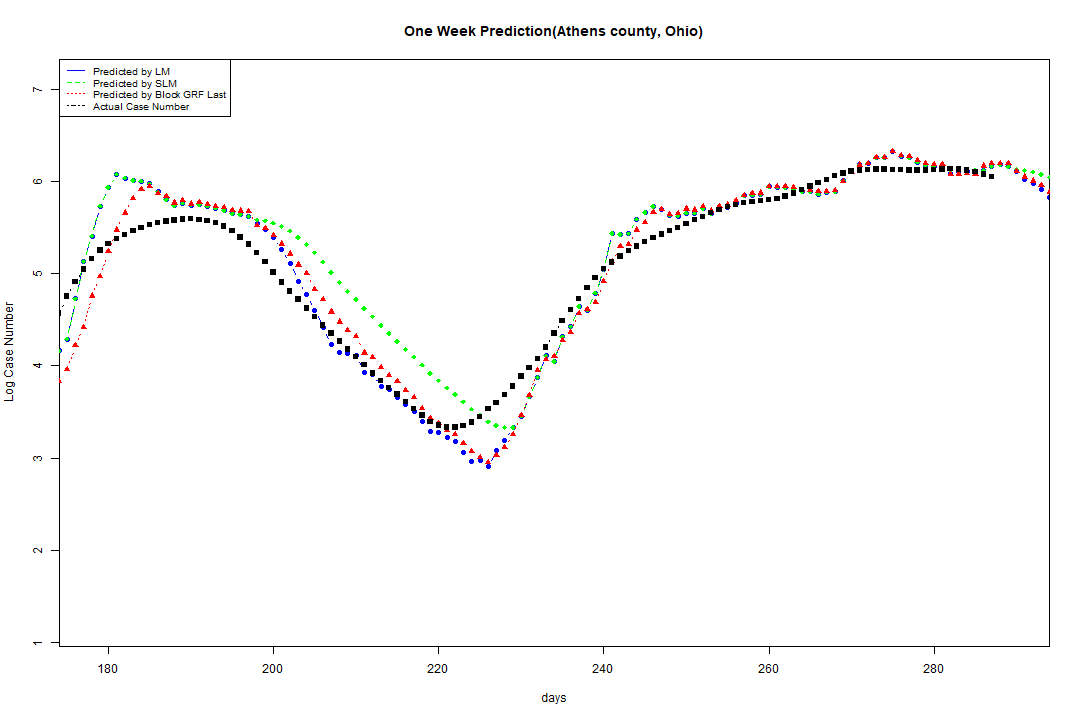 One Week Prediction(Athens county, Ohio)
Predicted by LM
Predicted by SLM
Predicted by Block GRF Last
Actual Case Number
7
6
5
4
3
2
1
Log Case Number
180 200 220 240 260 280
days